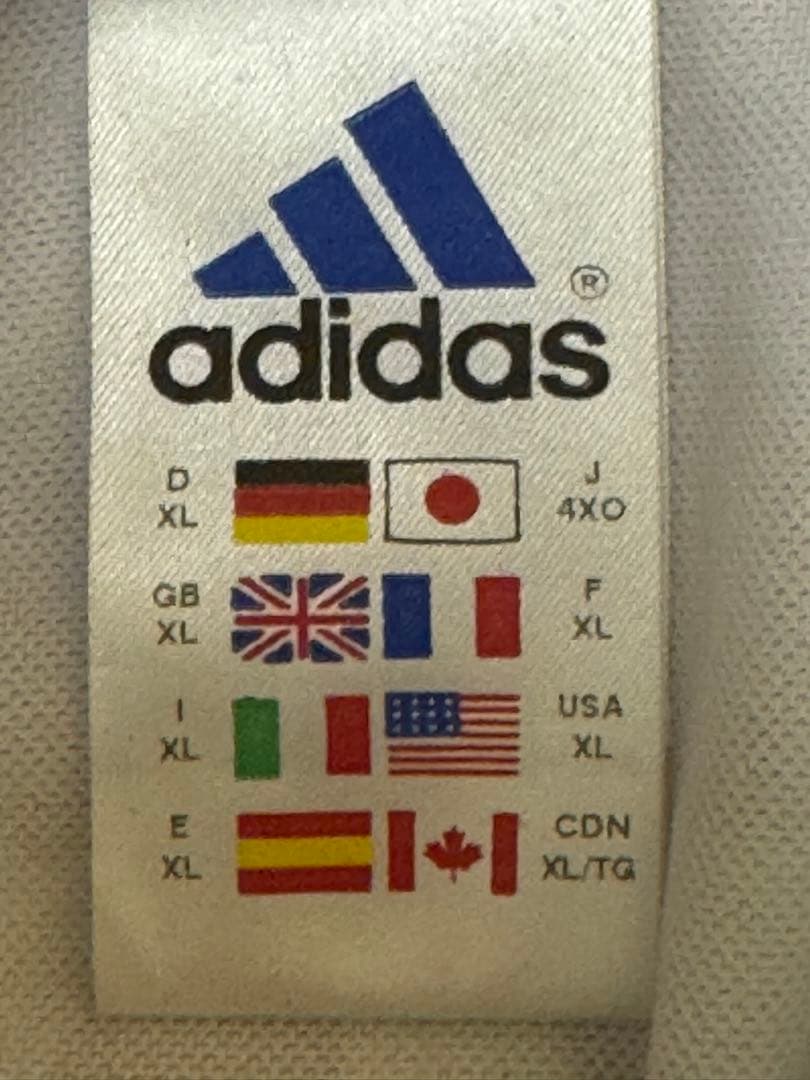 ®
adidas
D J
XL 4XO
GB F
XL XL
I USA
XL XL
E CDN
XL XL/TG